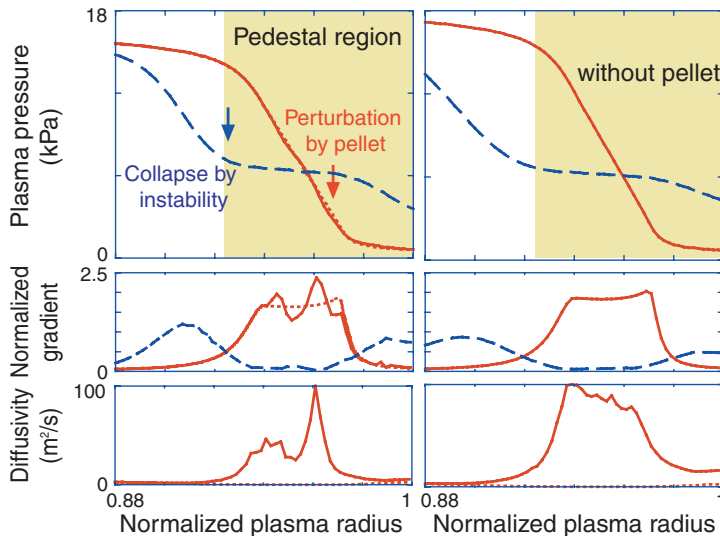 18
Plasma pressure
(kPa)
0
Pedestal region
Perturbation
by pellet
Collapse by
instability
without pellet
2.5
Normalized
gradient
100
Diffusivity
(m²/s)
0
0.88
1
0.88
1
Normalized plasma radius
Normalized plasma radius